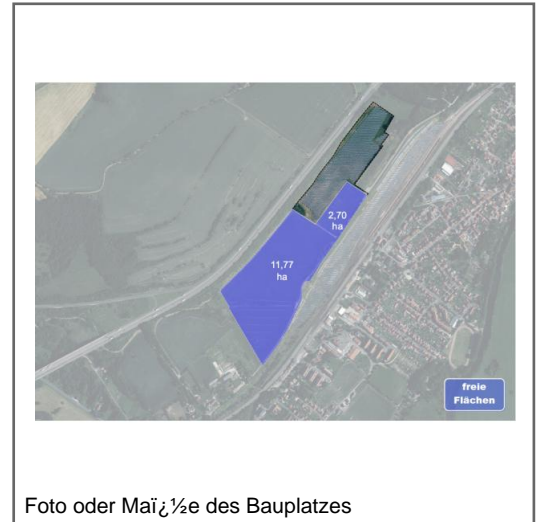 2,70
ha
11,77
ha
freie
Flächen
Foto oder Maï¿½e des Bauplatzes